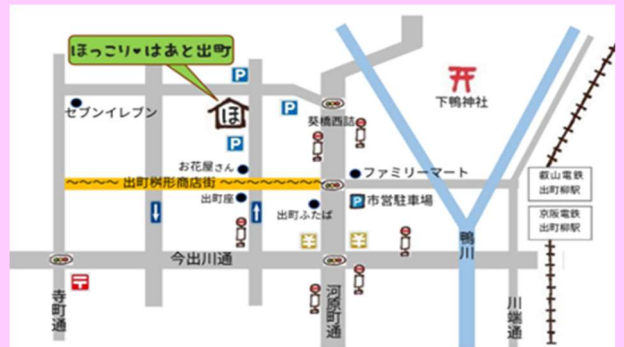 ほっこり♥はあと出町
P
下鴨神社
セブンイレブン
ほ
P
葵橋西詰
P
お花屋さん
ファミリーマート
叡山電鉄
出町柳駅
〜〜〜〜 出町桝形商店街 〜〜〜〜〜〜〜〜
出町座
出町ふたば
P 市営駐車場
京阪電鉄
出町柳駅
鴨川
今出川通
寺町通
河原町通
川端通